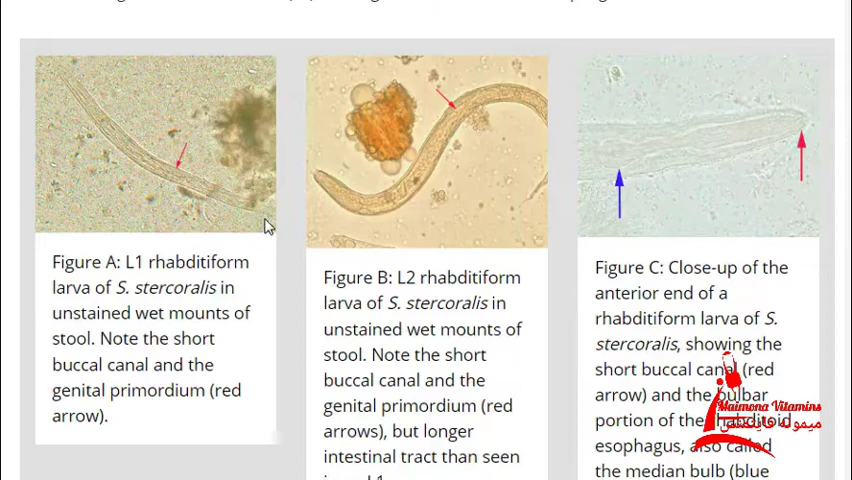 Figure A: L1 rhabditiform
larva of S. stercoralis in
unstained wet mounts of
stool. Note the short
buccal canal and the
genital primordium (red
arrow).
Figure B: L2 rhabditiform
larva of S. stercoralis in
unstained wet mounts of
stool. Note the short
buccal canal and the
genital primordium (red
arrows), but longer
intestinal tract than seen
Figure C: Close-up of the
anterior end of a
rhabditiform larva of S.
stercoralis, showing the
short buccal canal (red
arrow) and the bulbar
portion of the rhabditoid
esophagus, also called
the median bulb (blue
Maimona Vitamins
ميمونه فايتمنس